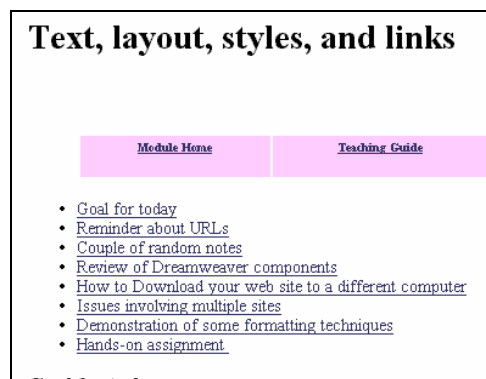 Text, layout, styles, and links
Module Home Teaching Guide
• Goal for today
• Reminder about URLs
• Couple of random notes
• Review of Dreamweaver components
• How to Download your web site to a different computer
• Issues involving multiple sites
• Demonstration of some formatting techniques
• Hands-on assignment